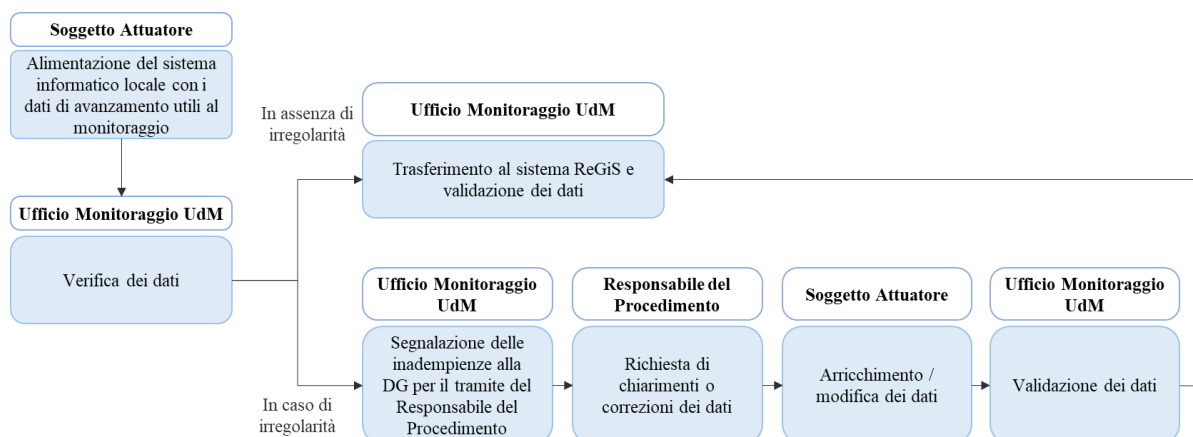 Soggetto Attuatore
Alimentazione del sistema
informatico locale con i
dati di avanzamento utili al
monitoraggio
Ufficio Monitoraggio UdM
Verifica dei dati
In assenza di
irregolarità
Ufficio Monitoraggio UdM
Trasferimento al sistema ReGiS e
validazione dei dati
In caso di
irregolarità
Ufficio Monitoraggio
UdM
Segnalazione delle
inadempienze alla
DG per il tramite del
Responsabile del
Procedimento
Responsabile del
Procedimento
Richiesta di
chiarimenti o
correzioni dei dati
Soggetto Attuatore
Arricchimento /
modifica dei dati
Ufficio Monitoraggio
UdM
Validazione dei dati